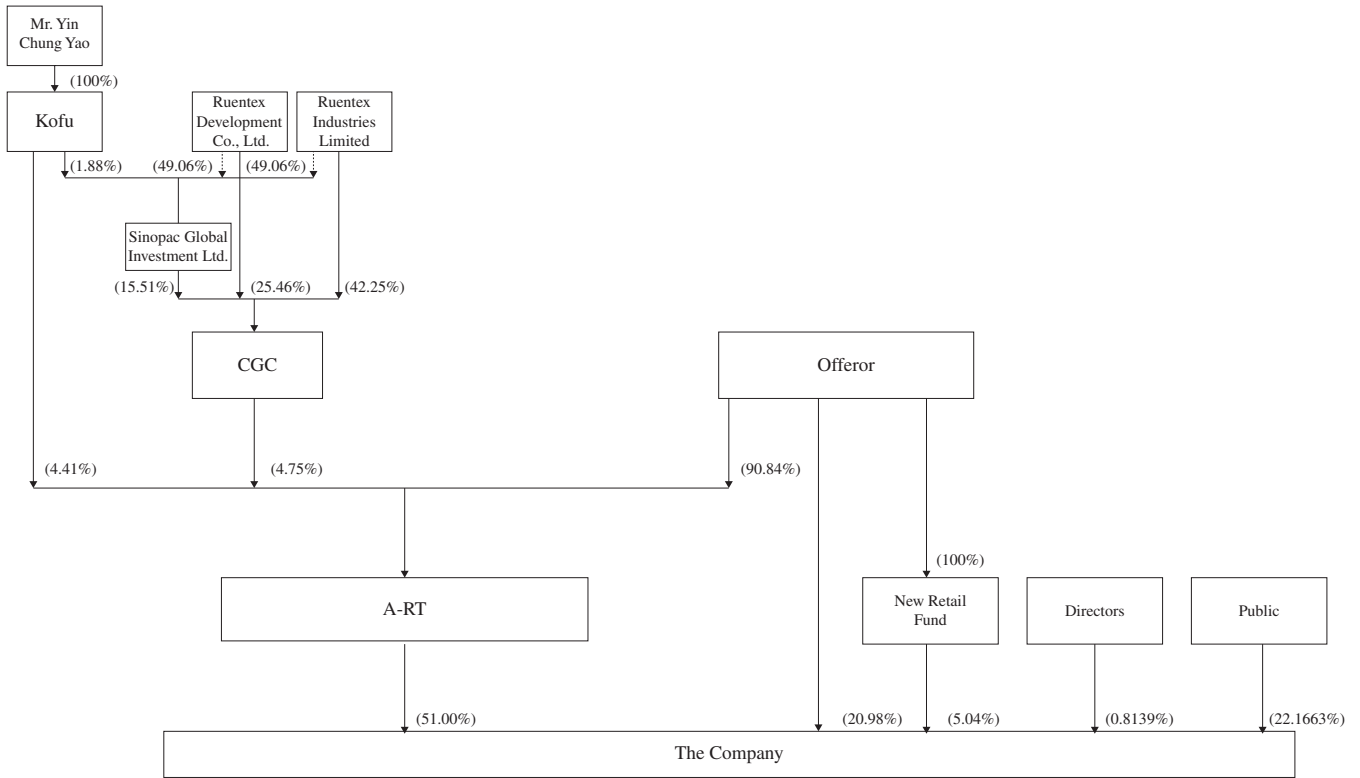 Mr. Yin
Chung Yao
(100%)
Kofu
Ruentex
Development
Co., Ltd.
Ruentex
Industries
Limited
(1.88%)
(49.06%)
(49.06%)
Sinopac Global
Investment Ltd.
(15.51%)
(25.46%)
(42.25%)
CGC
Offeror
(4.41%)
(4.75%)
(90.84%)
(100%)
A-RT
New Retail
Fund
Directors
Public
(51.00%)
(20.98%)
(5.04%)
(0.8139%)
(22.1663%)
The Company